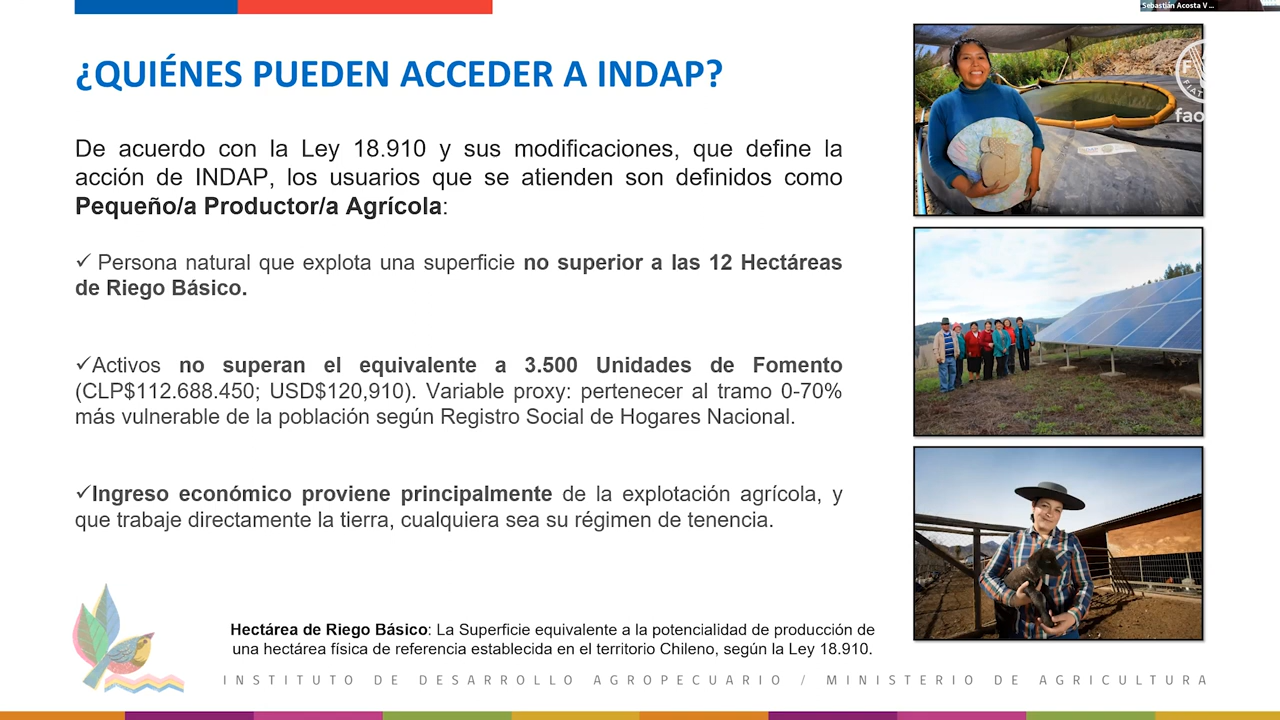 Sebastián Acosta V...
¿QUIÉNES PUEDEN ACCEDER A INDAP?
De acuerdo con la Ley 18.910 y sus modificaciones, que define la
acción de INDAP, los usuarios que se atienden son definidos como
Pequeño/a Productor/a Agrícola:
✓ Persona natural que explota una superficie no superior a las 12 Hectáreas
de Riego Básico.
✓Activos no superan el equivalente a 3.500 Unidades de Fomento
(CLP$112.688.450; USD$120,910). Variable proxy: pertenecer al tramo 0-70%
más vulnerable de la población según Registro Social de Hogares Nacional.
✓Ingreso económico proviene principalmente de la explotación agrícola, y
que trabaje directamente la tierra, cualquiera sea su régimen de tenencia.
Hectárea de Riego Básico: La Superficie equivalente a la potencialidad de producción de
una hectárea física de referencia establecida en el territorio Chileno, según la Ley 18.910.
INSTITUTO DE DESARROLLO AGROPECUARIO / MINISTERIO DE AGRICULTURA
fao